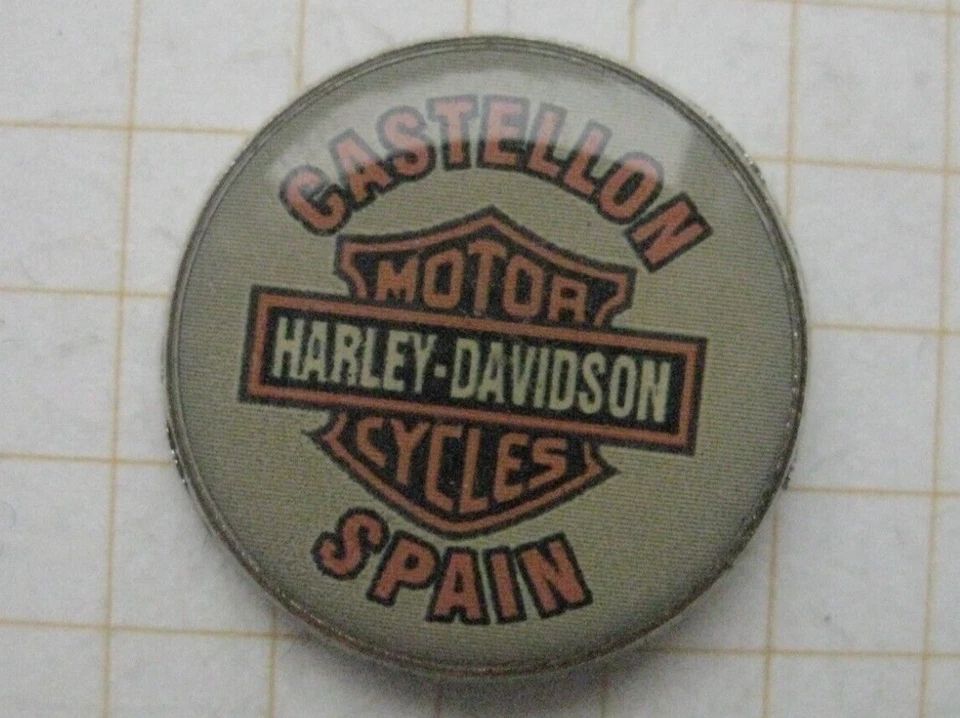 CASTELLON
MOTOR
HARLEY-DAVIDSON
CYCLES
SPAIN